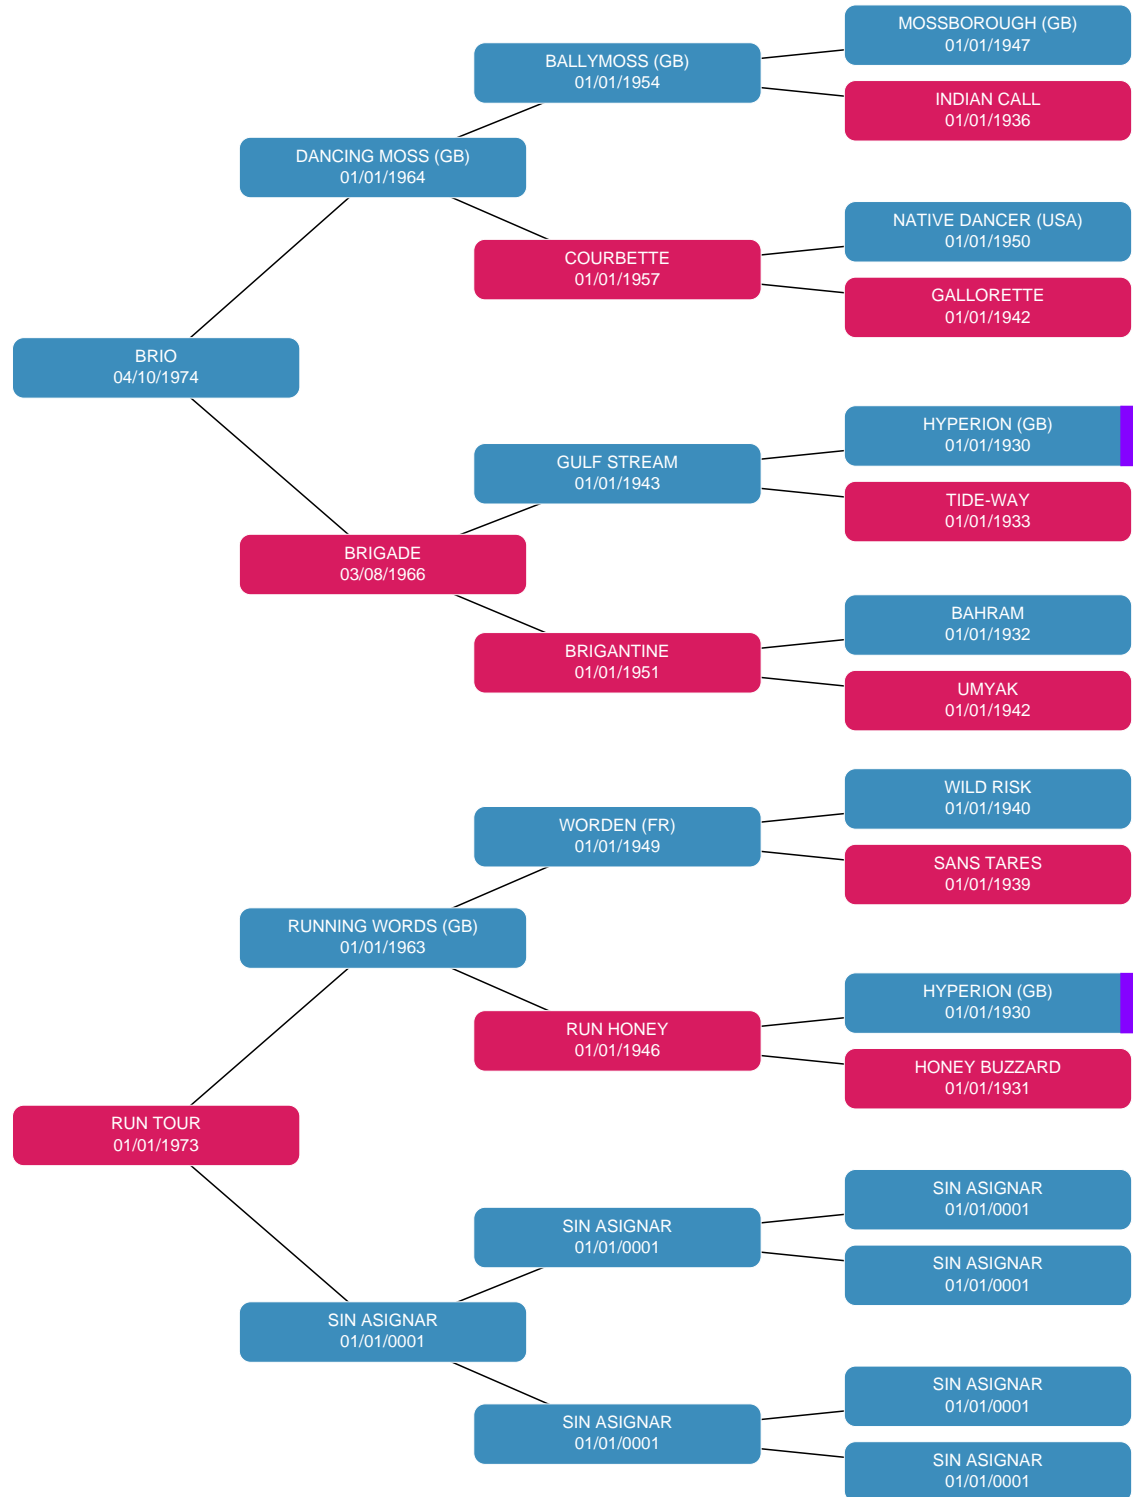 MOSSBOROUGH (GB)
01/01/1947
BALLYMOSS (GB)
01/01/1954
INDIAN CALL
01/01/1936
DANCING MOSS (GB)
01/01/1964
NATIVE DANCER (USA)
01/01/1950
COURBETTE
01/01/1957
GALLORETTE
01/01/1942
BRIO
04/10/1974
HYPERION (GB)
01/01/1930
GULF STREAM
01/01/1943
TIDE-WAY
01/01/1933
BRIGADE
03/08/1966
BAHRAM
01/01/1932
BRIGANTINE
01/01/1951
UMYAK
01/01/1942
WILD RISK
01/01/1940
WORDEN (FR)
01/01/1949
SANS TARES
01/01/1939
RUNNING WORDS (GB)
01/01/1963
HYPERION (GB)
01/01/1930
RUN HONEY
01/01/1946
HONEY BUZZARD
01/01/1931
RUN TOUR
01/01/1973
SIN ASIGNAR
01/01/0001
SIN ASIGNAR
01/01/0001
SIN ASIGNAR
01/01/0001
SIN ASIGNAR
01/01/0001
SIN ASIGNAR
01/01/0001
SIN ASIGNAR
01/01/0001
SIN ASIGNAR
01/01/0001